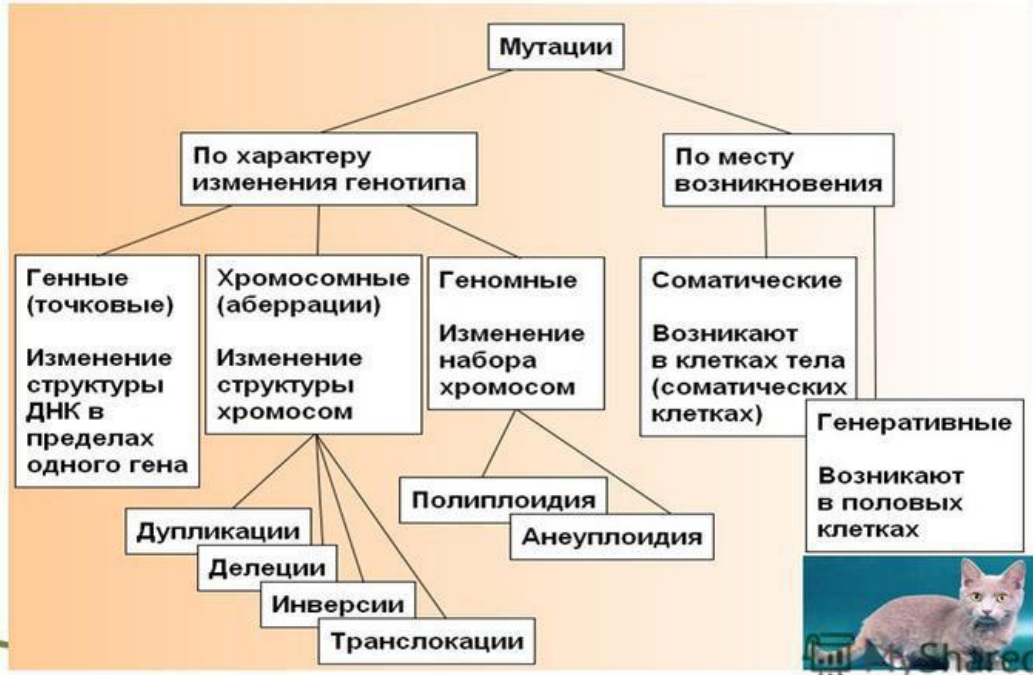 Мутации
По характеру
изменения генотипа
По месту
возникновения
Генные
(точковые)
Изменение
структуры
ДНК в
пределах
одного гена
Хромосомные
(аберрации)
Изменение
структуры
хромосом
Геномные
Изменение
набора
хромосом
Соматические
Возникают
в клетках тела
(соматических
клетках)
Генеративные
Возникают
в половых
клетках
Дупликации
Делеции
Инверсии
Транслокации
Полиплоидия
Анеуплоидия
MyShared